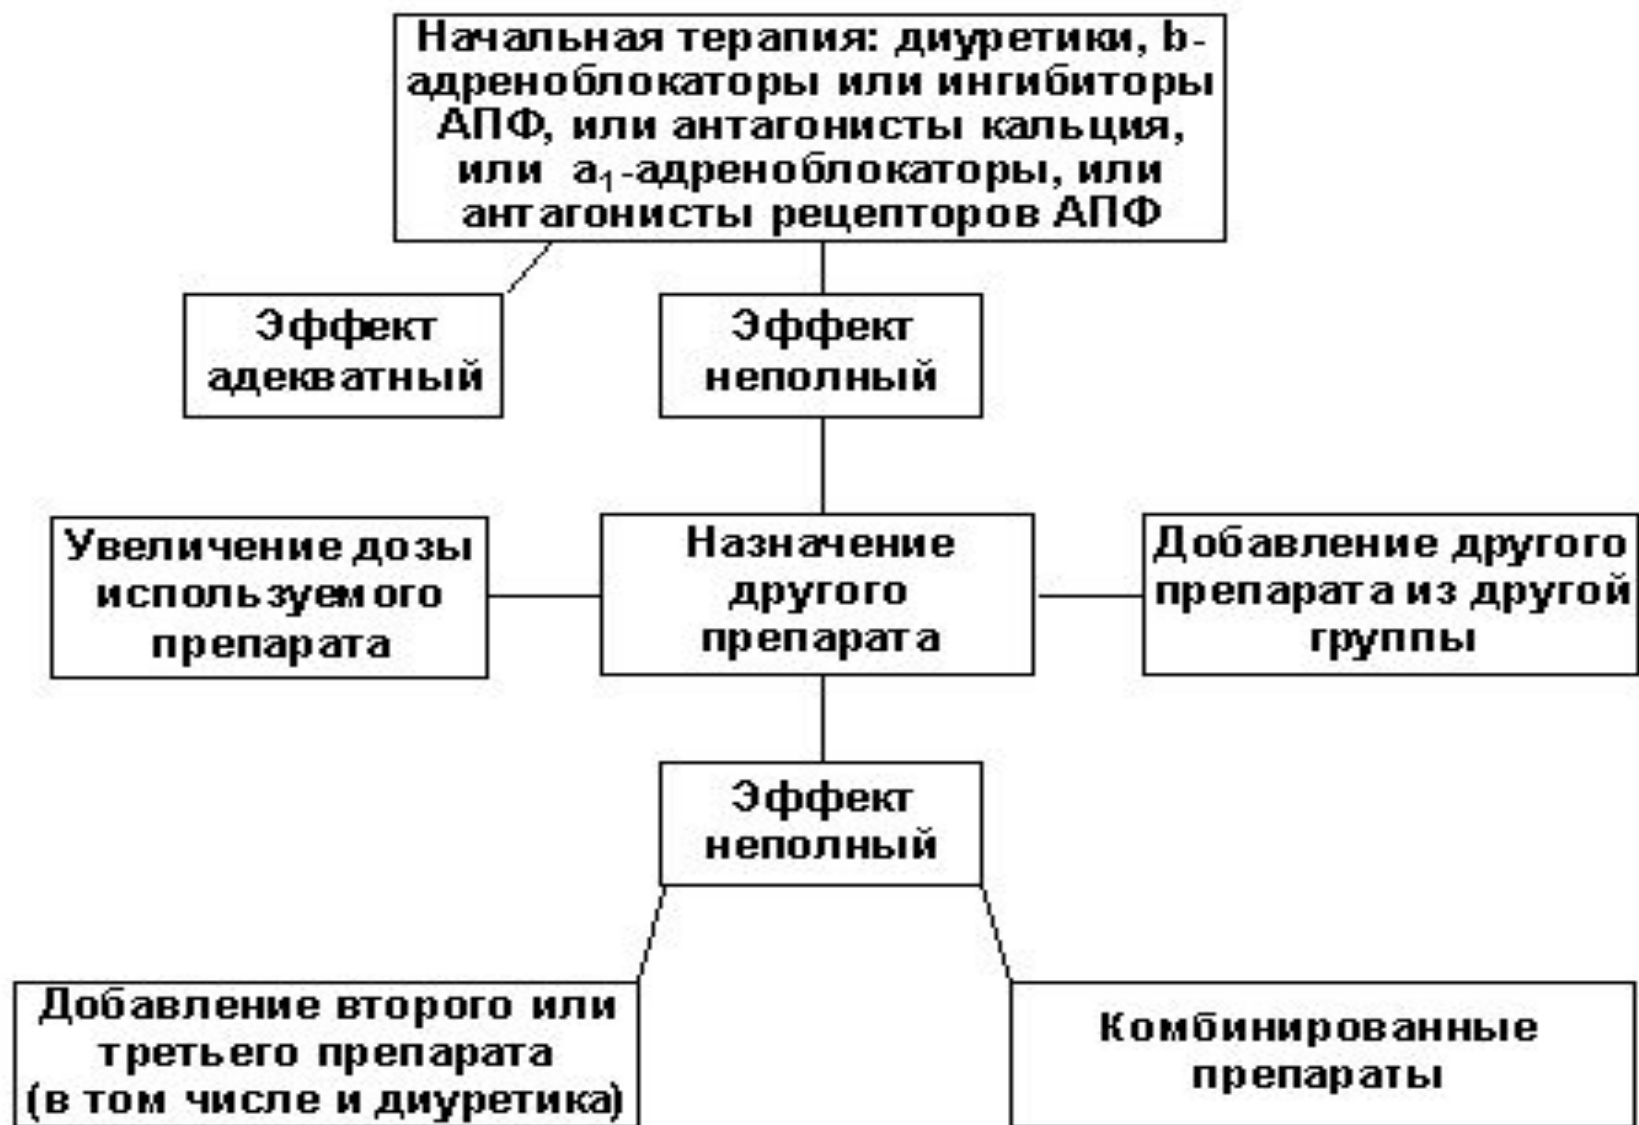 Начальная терапия: диуретики, b-
адреноблокаторы или ингибиторы
АПФ, или антагонисты кальция,
или a₁-адреноблокаторы, или
антагонисты рецепторов АПФ
Эффект
адекватный
Эффект
неполный
Увеличение дозы
используемого
препарата
Назначение
другого
препарата
Добавление другого
препарата из другой
группы
Эффект
неполный
Добавление второго или
третьего препарата
(в том числе и диуретика)
Комбинированные
препараты